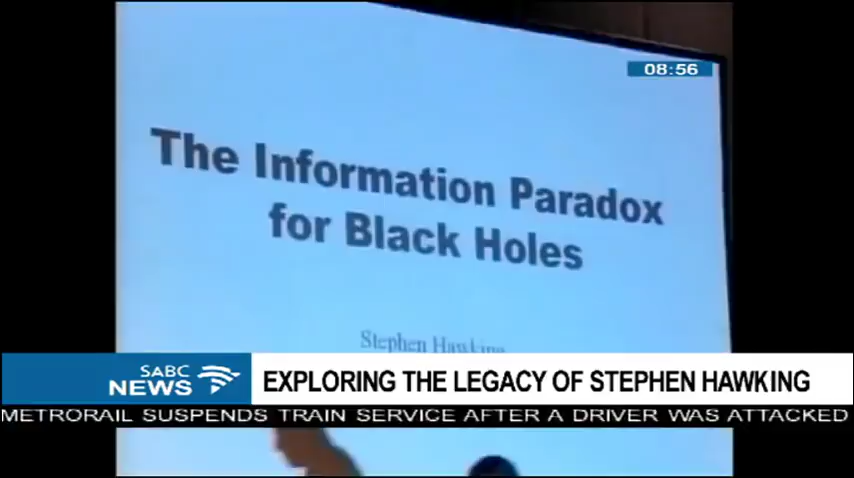 08:56
The Information Paradox
for Black Holes
Stephen Hawking
SABC
NEWS
EXPLORING THE LEGACY OF STEPHEN HAWKING
METRORAIL SUSPENDS TRAIN SERVICE AFTER A DRIVER WAS ATTACKED